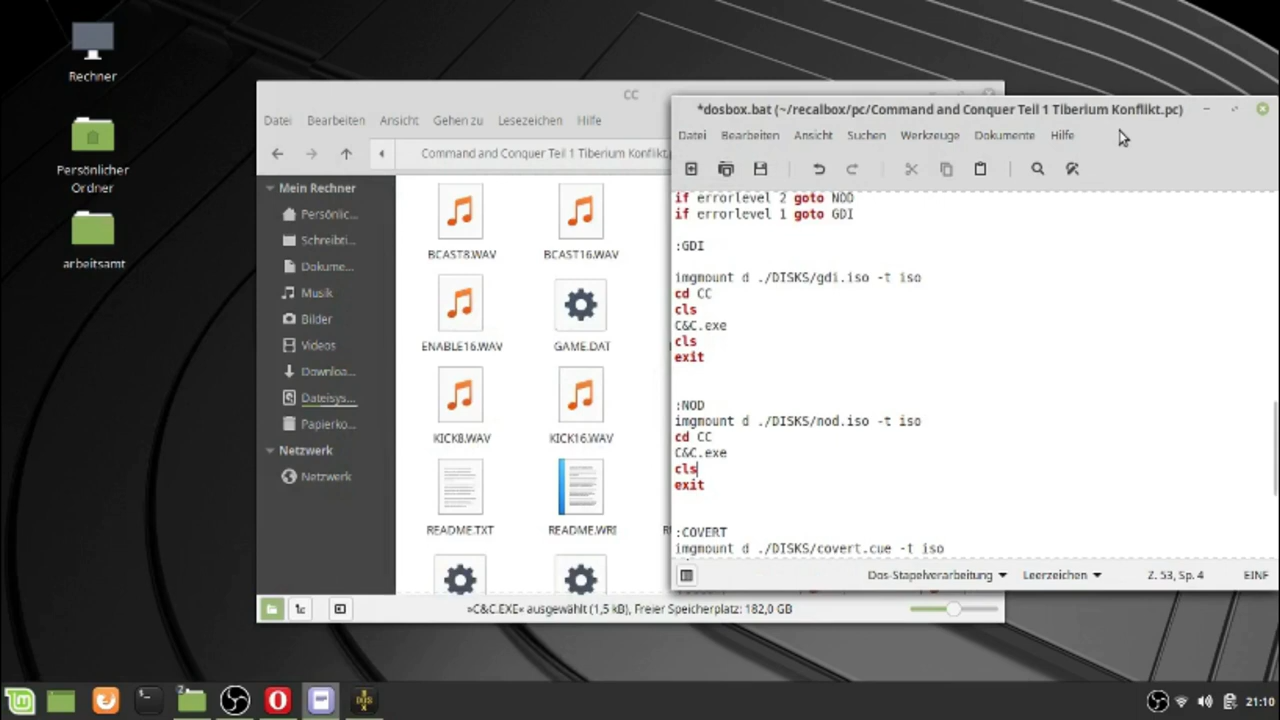 Rechner
Persönlicher
Ordner
arbeitsamt
CC
Datei Bearbeiten Ansicht Gehen zu Lesezeichen Hilfe
Command and Conquer Teil 1 Tiberium Konflikt.
Mein Rechner
Persönlic...
Schreibti...
Dokume...
Musik
Bilder
Videos
Downloa...
Dateisys...
Papierko...
Netzwerk
Netzwerk
BCAST8.WAV BCAST16.WAV
ENABLE16.WAV GAME.DAT
KICK8.WAV KICK16.WAV
README.TXT README.WRI
»C&C.EXE« ausgewählt (1,5 kB), Freier Speicherplatz: 182,0 GB
*dosbox.bat (~/recalbox/pc/Command and Conquer Teil 1 Tiberium Konflikt.pc)
Datei Bearbeiten Ansicht Suchen Werkzeuge Dokumente Hilfe
if errorlevel 2 goto NOD
if errorlevel 1 goto GDI
:GDI
imgmount d ./DISKS/gdi.iso -t iso
cd CC
cls
C&C.exe
cls
exit
:NOD
imgmount d ./DISKS/nod.iso -t iso
cd CC
C&C.exe
cls
exit
:COVERT
imgmount d ./DISKS/covert.cue -t iso
Dos-Stapelverarbeitung Leerzeichen Z. 53, Sp. 4 EINF
2
21:10